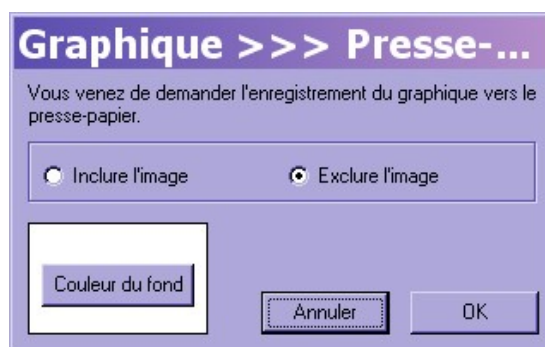 Graphique >>> Presse-...
Vous venez de demander l'enregistrement du graphique vers le
presse-papier.
Inclure l'image
Exclure l'image
Couleur du fond
Annuler
OK